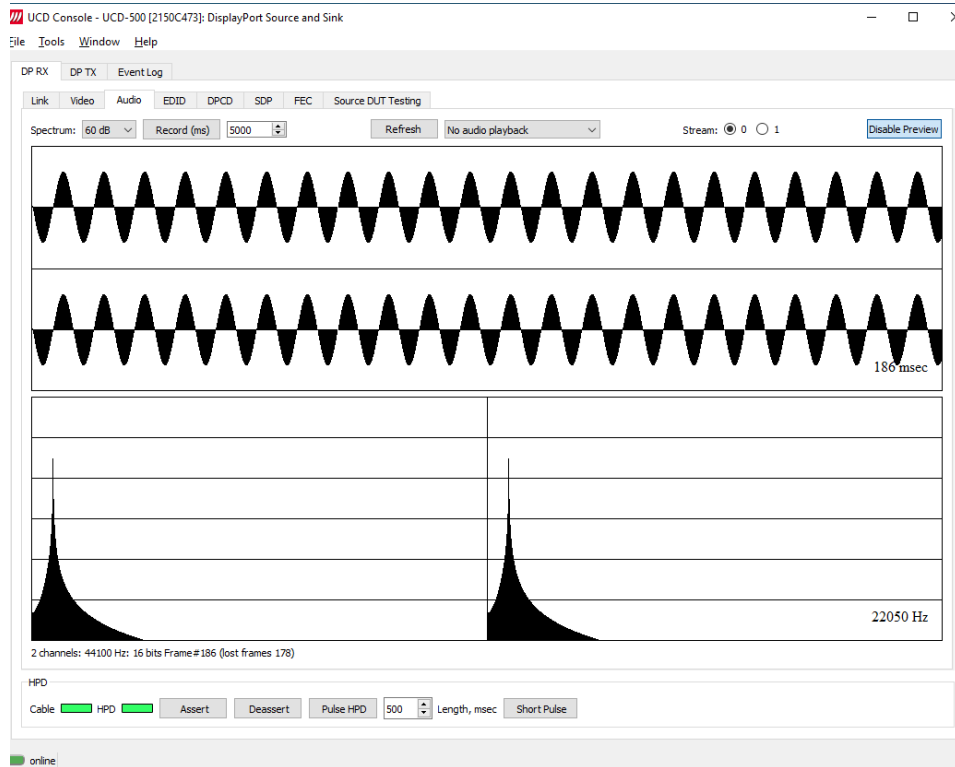 UCD Console - UCD-500 [2150C473]: DisplayPort Source and Sink
File Tools Window Help
DP RX DP TX Event Log
Link Video Audio EDID DPCD SDP FEC Source DUT Testing
Spectrum: 60 dB Record (ms) 5000 Refresh No audio playback Stream: 0 1 Disable Preview
186 msec
22050 Hz
2 channels: 44100 Hz: 16 bits Frame#186 (lost frames 178)
HPD
Cable HPD Assert Deassert Pulse HPD 500 Length, msec Short Pulse
online